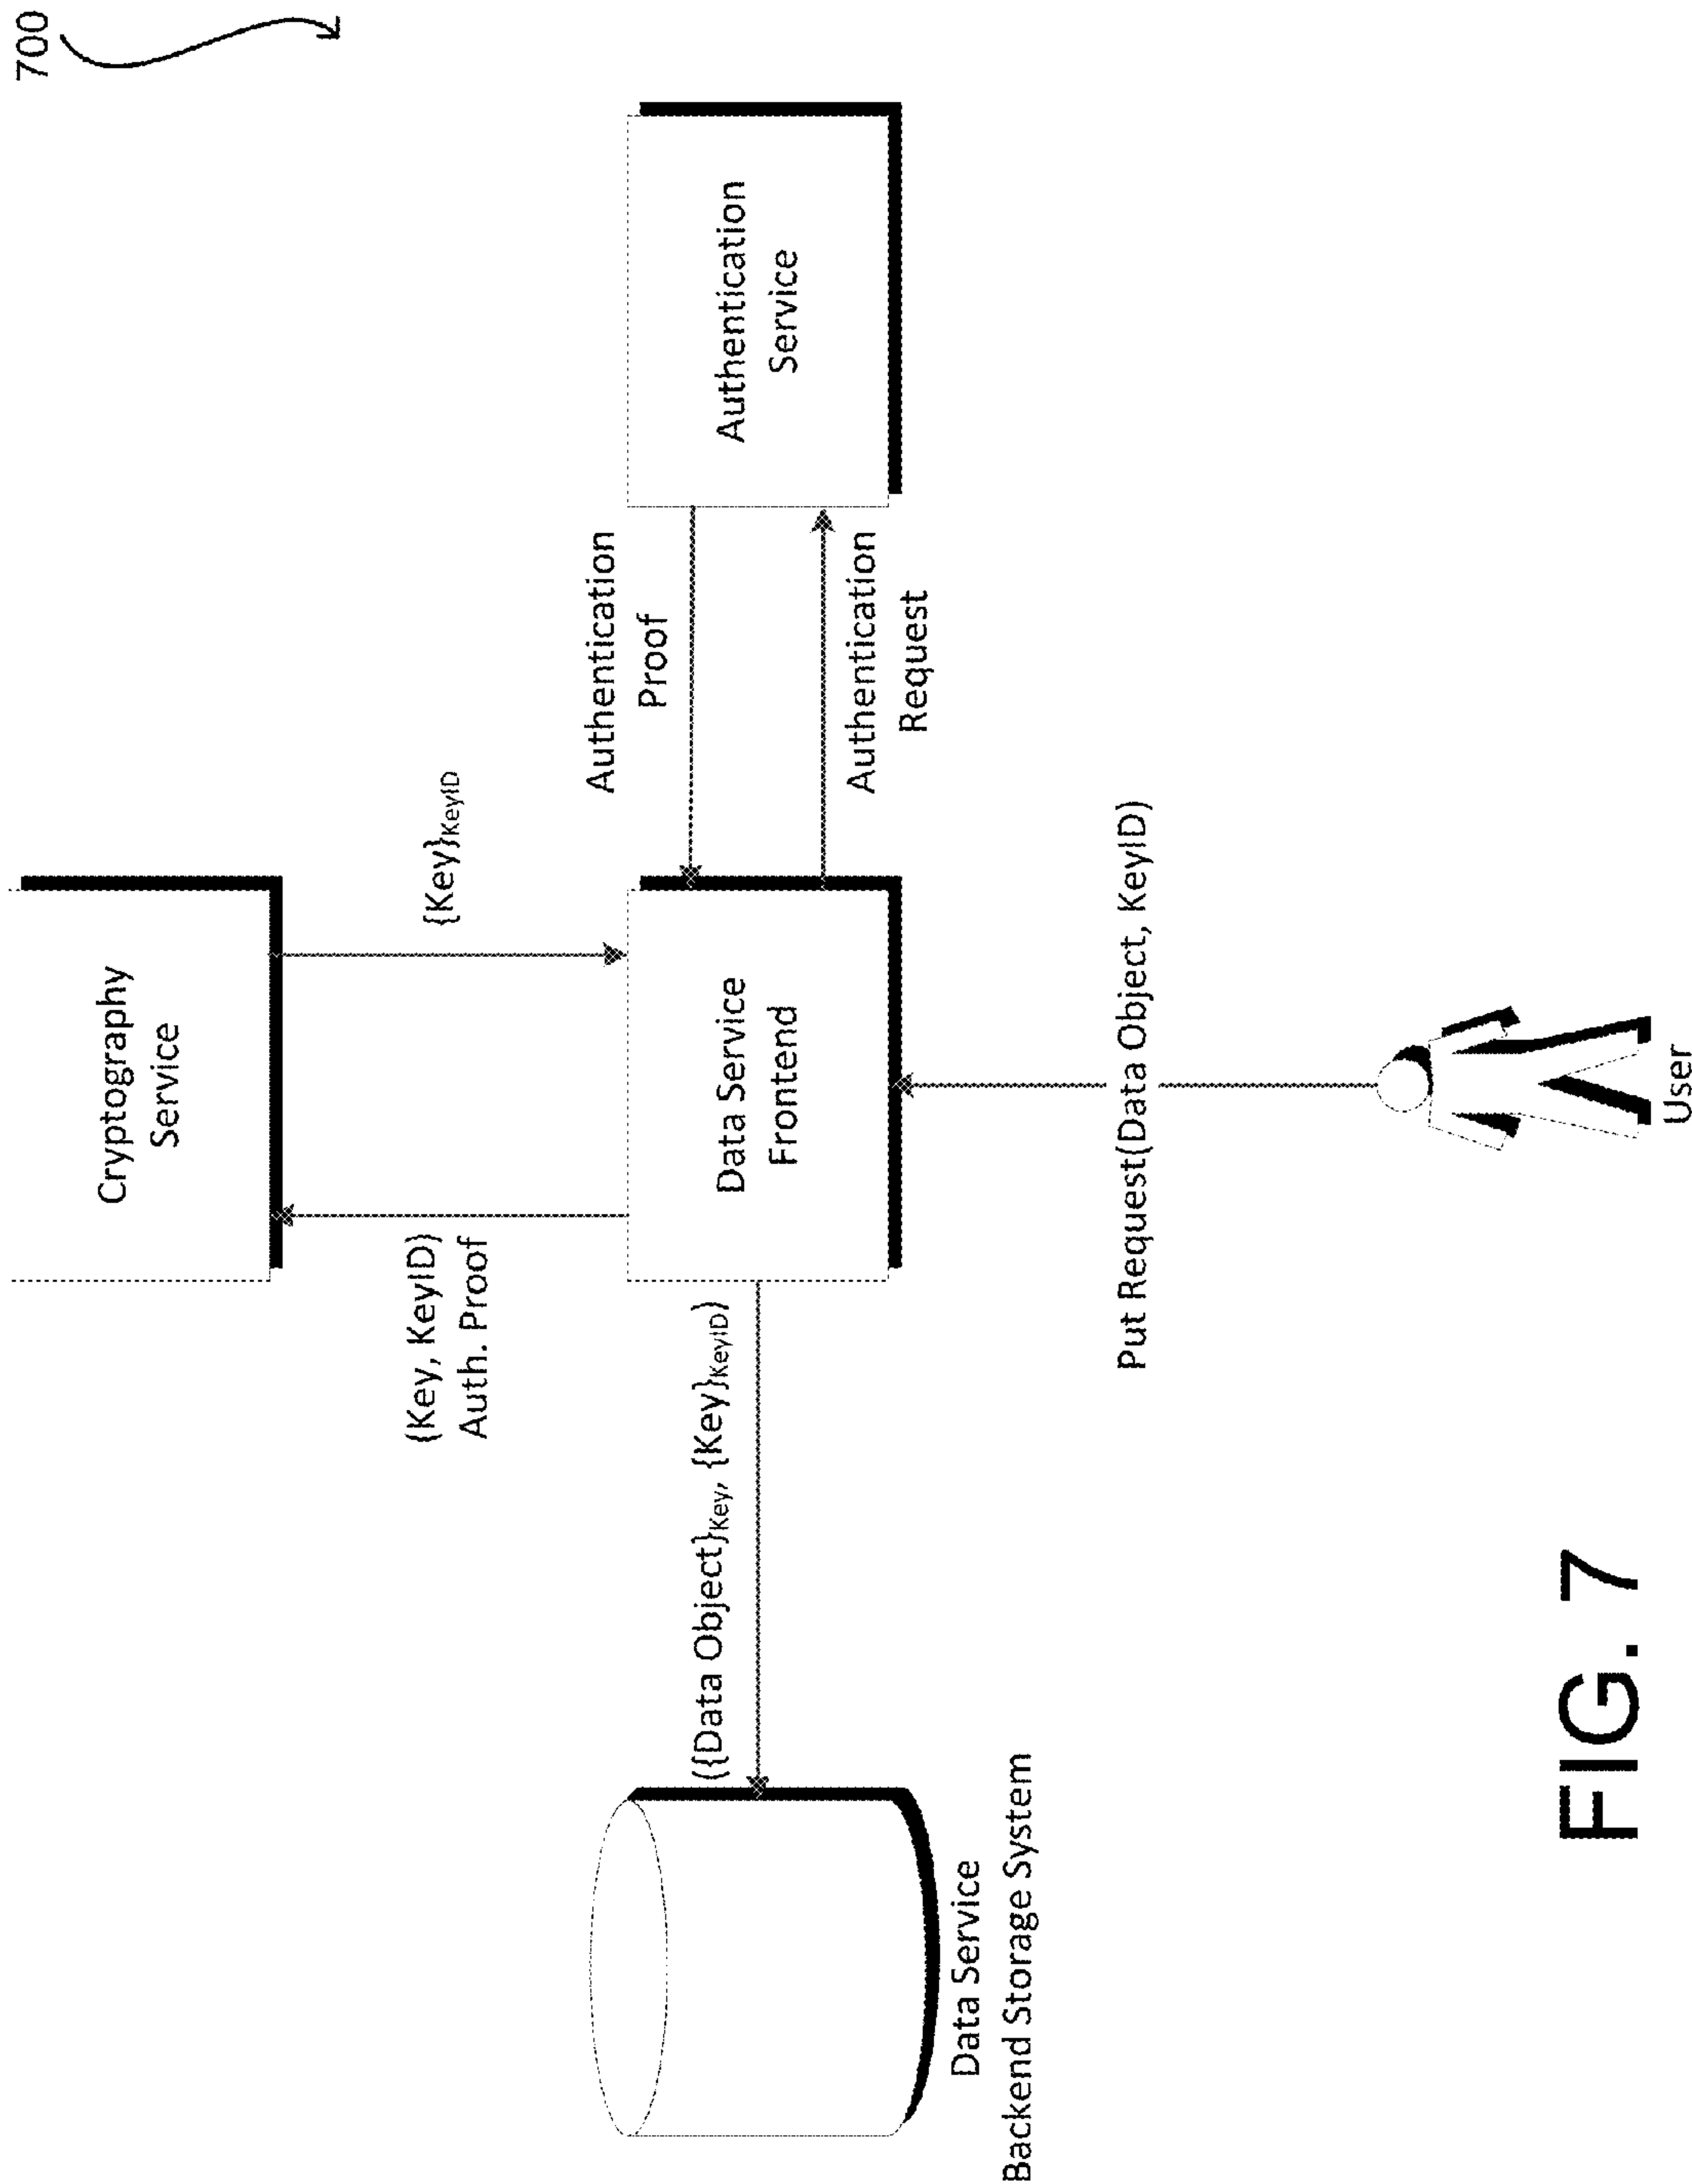 700
Cryptography
Service
(Key, KeyID)
Auth. Proof
{Key}KeyID
Authentication
Proof
({Data Object}Key, {Key}KeyID)
Data Service
Frontend
Authentication
Service
Authentication
Request
Data Service
Backend Storage System
Put Request(Data Object, KeyID)
User
FIG. 7